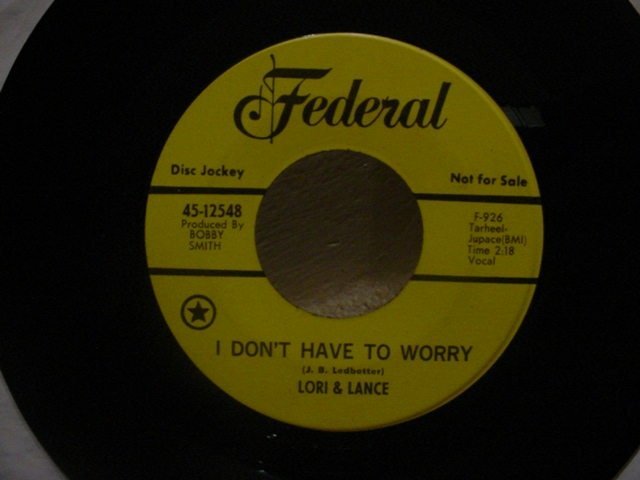 Federal
Disc Jockey
Not for Sale
45-12548
Produced By
BOBBY
SMITH
F-926
Tarheel-
Jupace(BMI)
Time 2:18
Vocal
I DON'T HAVE TO WORRY
(J. B. Ledbetter)
LORI & LANCE